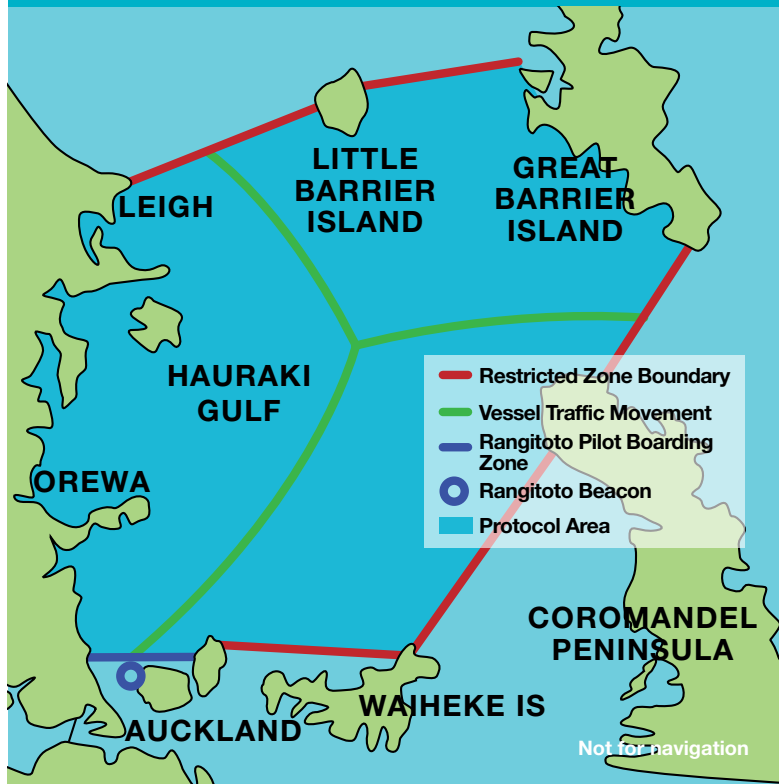 LITTLE
BARRIER
ISLAND
GREAT
BARRIER
ISLAND
LEIGH
HAURAKI
GULF
Restricted Zone Boundary
Vessel Traffic Movement
Rangitoto Pilot Boarding
Zone
Rangitoto Beacon
Protocol Area
OREWA
COROMANDEL
PENINSULA
WAIHEKE IS
AUCKLAND
Not for navigation